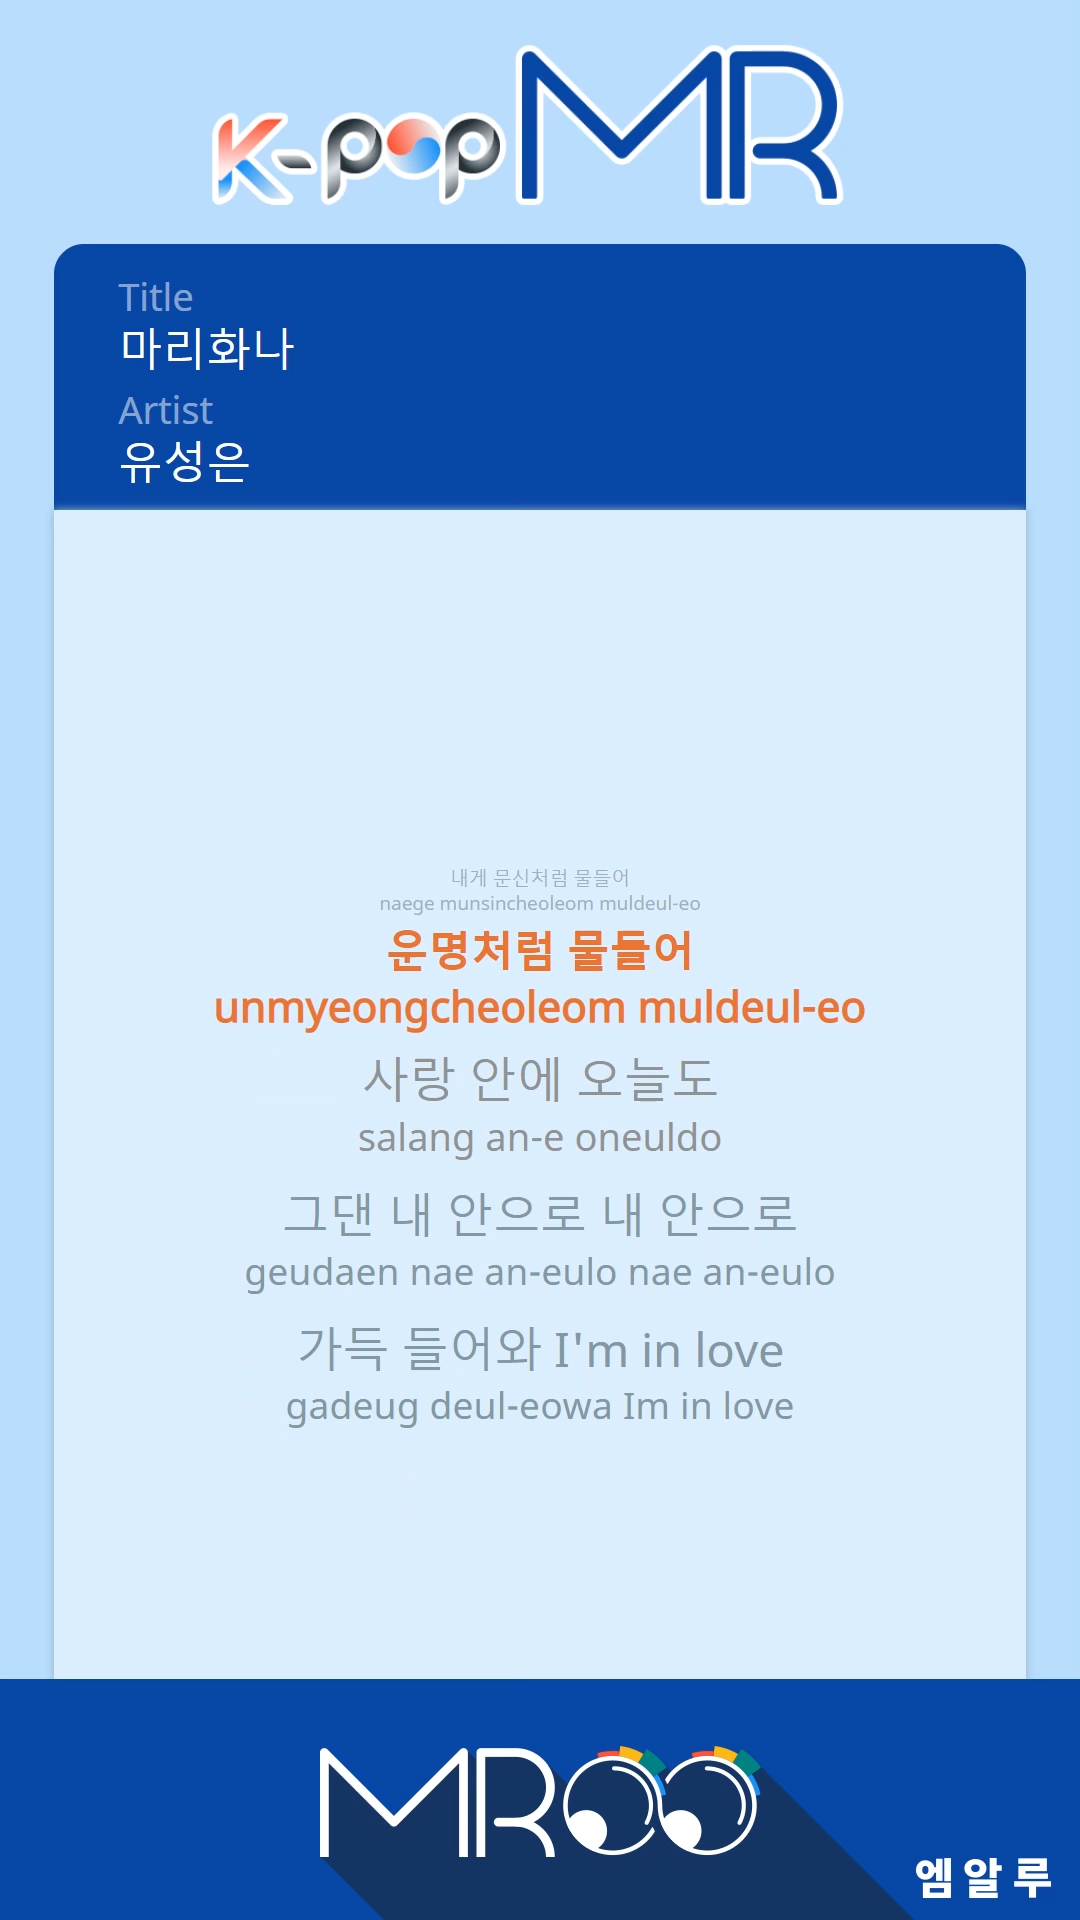 K-pop MR
Title
마리화나
Artist
유성은
내게 문신처럼 물들어
naege munsincheoleom muldeul-eo
운명처럼 물들어
unmyeongcheoleom muldeul-eo
사랑 안에 오늘도
salang an-e oneuldo
그댄 내 안으로 내 안으로
geudaen nae an-eulo nae an-eulo
가득 들어와 I'm in love
gadeug deul-eowa Im in love
MROO
엠알루